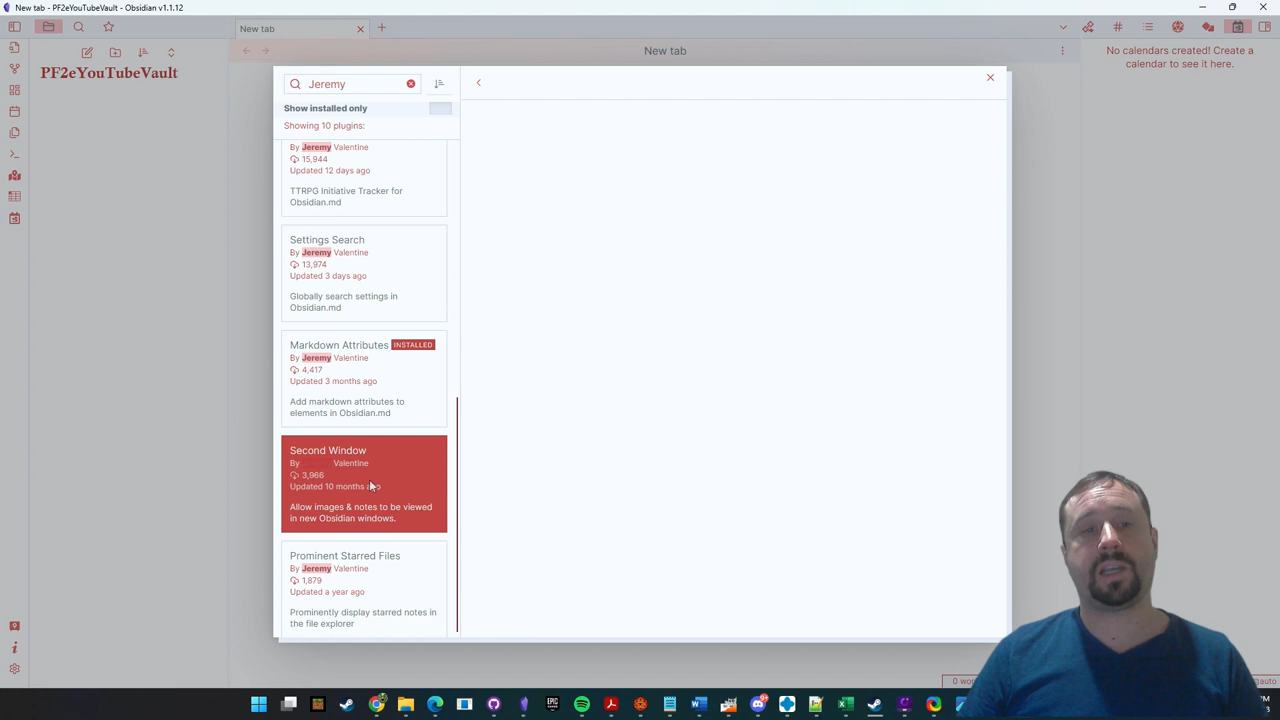 New tab - PF2eYouTubeVault - Obsidian v1.1.12
New tab
New tab
PF2eYouTubeVault
No calendars created! Create a
calendar to see it here.
Jeremy
Show installed only
Showing 10 plugins:
By Jeremy Valentine
15,944
Updated 12 days ago
TTRPG Initiative Tracker for
Obsidian.md
Settings Search
By Jeremy Valentine
13,974
Updated 3 days ago
Globally search settings in
Obsidian.md
Markdown Attributes INSTALLED
By Jeremy Valentine
4,417
Updated 3 months ago
Add markdown attributes to
elements in Obsidian.md
Second Window
By Valentine
3,966
Updated 10 months ago
Allow images & notes to be viewed
in new Obsidian windows.
Prominent Starred Files
By Jeremy Valentine
1,879
Updated a year ago
Prominently display starred notes in
the file explorer
EPIC
GAMES